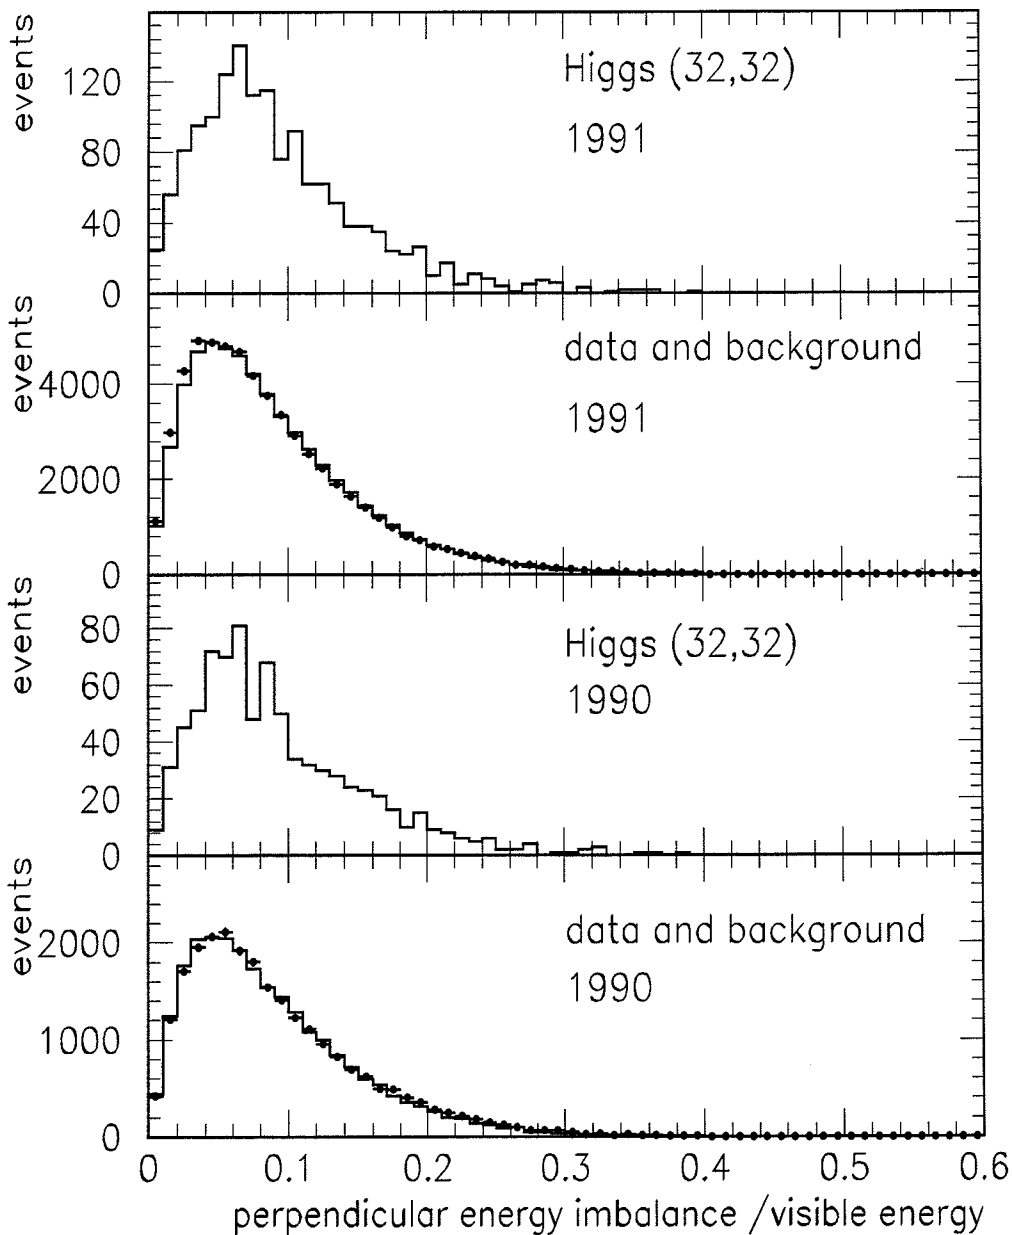 events
120
80
40
0
Higgs (32,32)
1991
events
4000
2000
0
data and background
1991
events
80
60
40
20
0
Higgs (32,32)
1990
events
2000
1000
0
data and background
1990
0 0.1 0.2 0.3 0.4 0.5 0.6
perpendicular energy imbalance /visible energy